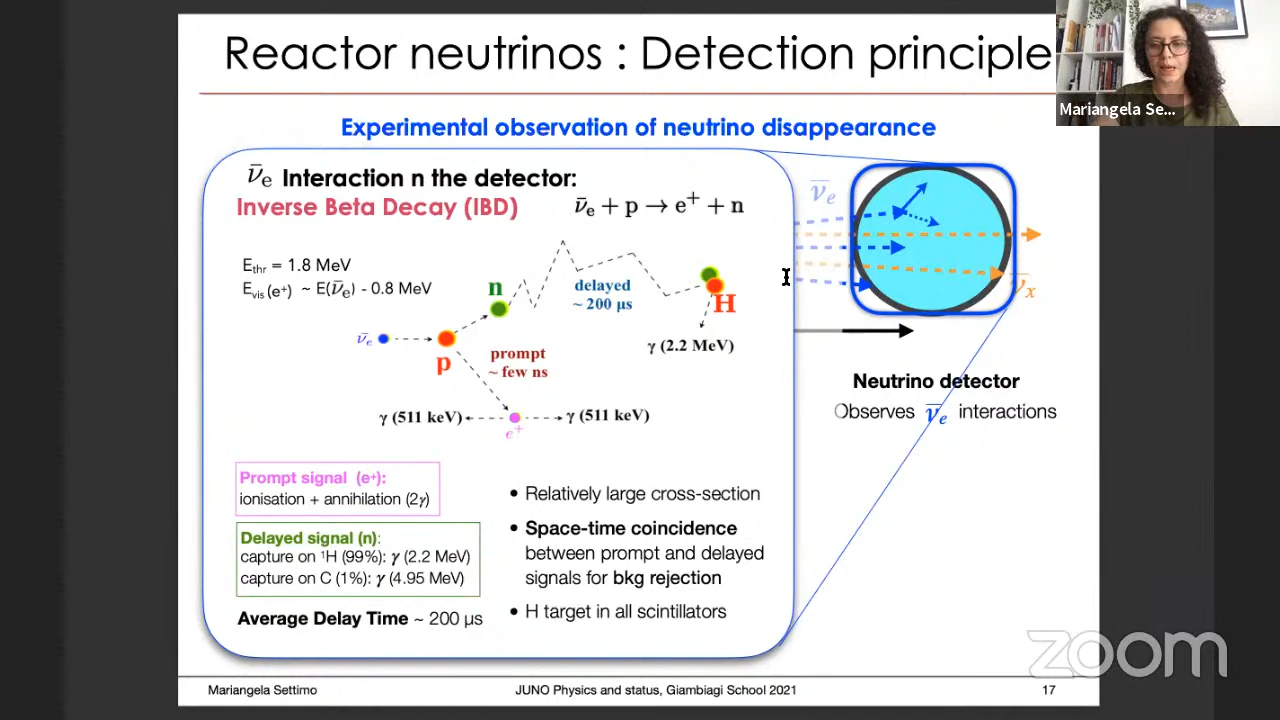 Reactor neutrinos : Detection principle
Mariangela Se...
Experimental observation of neutrino disappearance
ν̄e Interaction n the detector:
Inverse Beta Decay (IBD)
ν̄e + p → e+ + n
Ethr = 1.8 MeV
Evis (e+) ~ E(ν̄e) - 0.8 MeV
n
delayed
~ 200 μs
H
γ (2.2 MeV)
ν̄e
p
prompt
~ few ns
γ (511 keV)
γ (511 keV)
e+
ν̄e
ν̄x
Neutrino detector
Observes ν̄e interactions
Prompt signal (e+):
ionisation + annihilation (2γ)
Delayed signal (n):
capture on ¹H (99%): γ (2.2 MeV)
capture on C (1%): γ (4.95 MeV)
Average Delay Time ~ 200 µs
• Relatively large cross-section
• Space-time coincidence
between prompt and delayed
signals for bkg rejection
• H target in all scintillators
zoom
Mariangela Settimo
JUNO Physics and status, Giambiagi School 2021
17